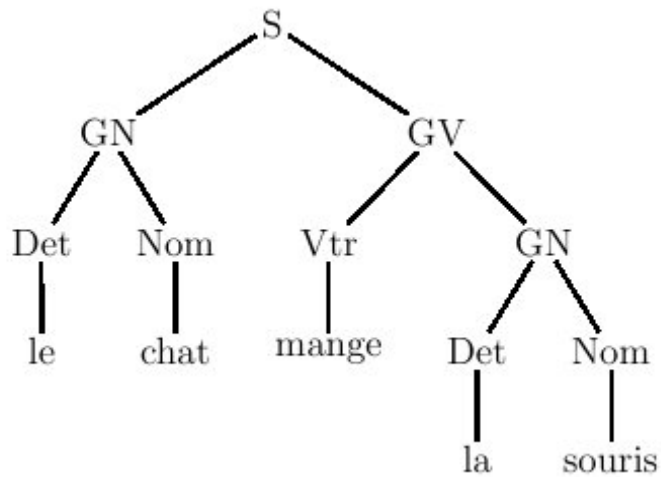 S
GN GV
Det Nom Vtr GN
le chat mange Det Nom
la souris